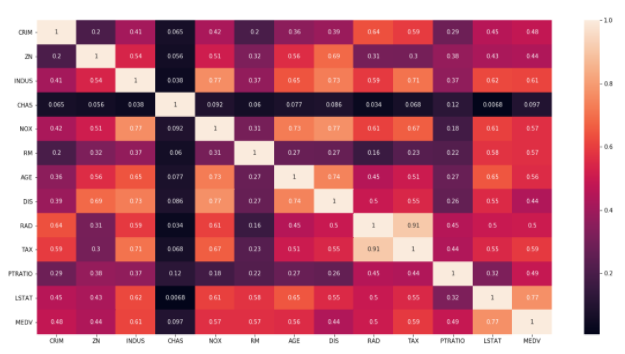 CRIM 1 0.2 0.41 0.065 0.42 0.2 0.36 0.39 0.64 0.59 0.29 0.45 0.48
ZN 0.2 1 0.54 0.056 0.51 0.32 0.56 0.69 0.31 0.3 0.38 0.43 0.44
INDUS 0.41 0.54 1 0.038 0.77 0.37 0.65 0.73 0.59 0.71 0.37 0.62 0.61
CHAS 0.065 0.056 0.038 1 0.092 0.06 0.077 0.086 0.034 0.068 0.12 0.0068 0.097
NOX 0.42 0.51 0.77 0.092 1 0.31 0.73 0.77 0.61 0.67 0.18 0.61 0.57
RM 0.2 0.32 0.37 0.06 0.31 1 0.27 0.27 0.16 0.23 0.22 0.58 0.57
AGE 0.36 0.56 0.65 0.077 0.73 0.27 1 0.74 0.45 0.51 0.27 0.65 0.56
DIS 0.39 0.69 0.73 0.086 0.77 0.27 0.74 1 0.5 0.55 0.26 0.55 0.44
RAD 0.64 0.31 0.59 0.034 0.61 0.16 0.45 0.5 1 0.91 0.45 0.5 0.5
TAX 0.59 0.3 0.71 0.068 0.67 0.23 0.51 0.55 0.91 1 0.44 0.55 0.59
PTRATIO 0.29 0.38 0.37 0.12 0.18 0.22 0.27 0.26 0.45 0.44 1 0.32 0.49
LSTAT 0.45 0.43 0.62 0.0068 0.61 0.58 0.65 0.55 0.5 0.55 0.32 1 0.77
MEDV 0.48 0.44 0.61 0.097 0.57 0.57 0.56 0.44 0.5 0.59 0.49 0.77 1
CRIM ZN INDUS CHAS NOX RM AGE DIS RAD TAX PTRATIO LSTAT MEDV
1.0
0.8
0.6
0.4
0.2